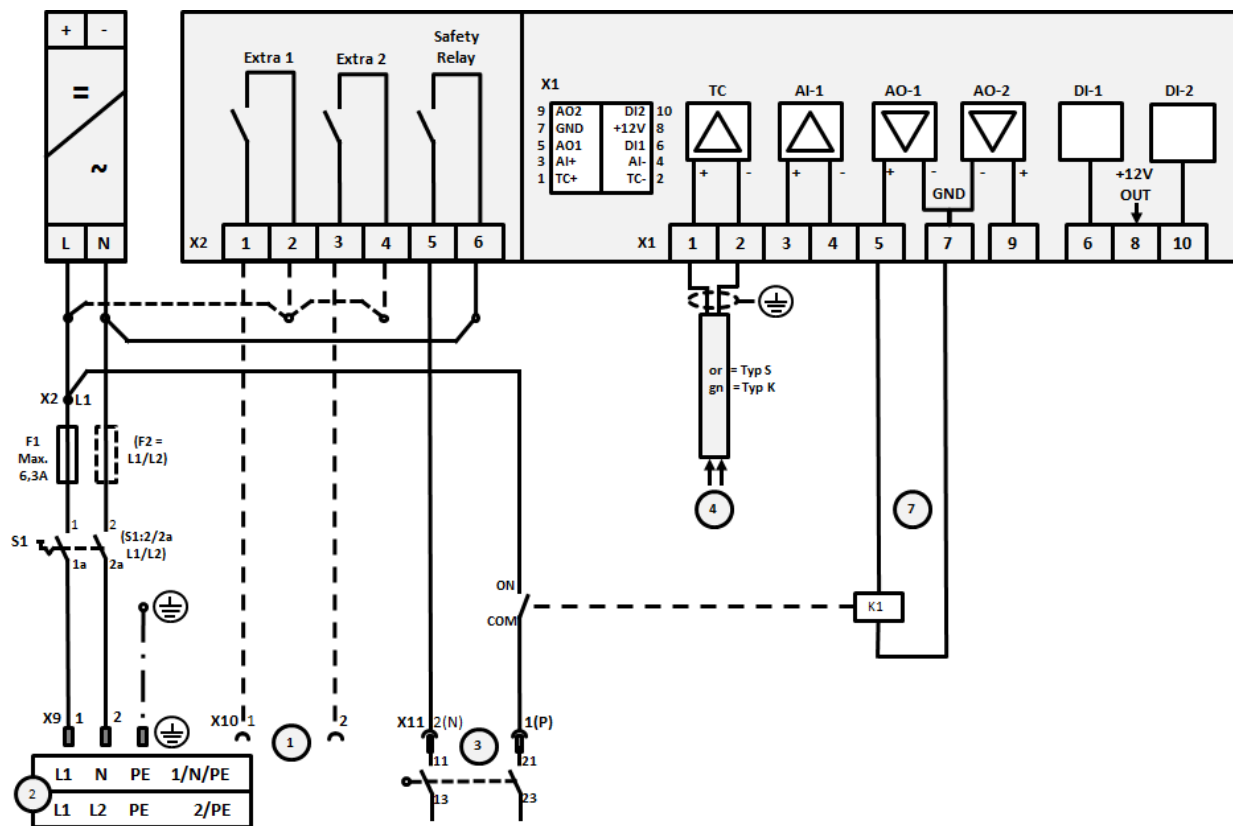 + -
=
~
L N
Extra 1 Extra 2 Safety
Relay
X2 1 2 3 4 5 6
X1
9 AO2 DI2 10
7 GND +12V 8
5 AO1 DI1 6
3 AI+ AI- 4
1 TC+ TC- 2
TC AI-1 AO-1 AO-2 DI-1 DI-2
+ - + - + - - +
GND
+12V
OUT
X1 1 2 3 4 5 7 9 6 8 10
or = Typ S
gn = Typ K
4
7
X2 L1
F1
Max.
6,3A
(F2 =
L1/L2)
S1
1 2
1a 2a
(S1:2/2a
L1/L2)
ON
COM
K1
X9 1 2
X10 1 1 2
X11 2(N) 3 1(P)
11 21
13 23
2
L1 N PE 1/N/PE
L1 L2 PE 2/PE